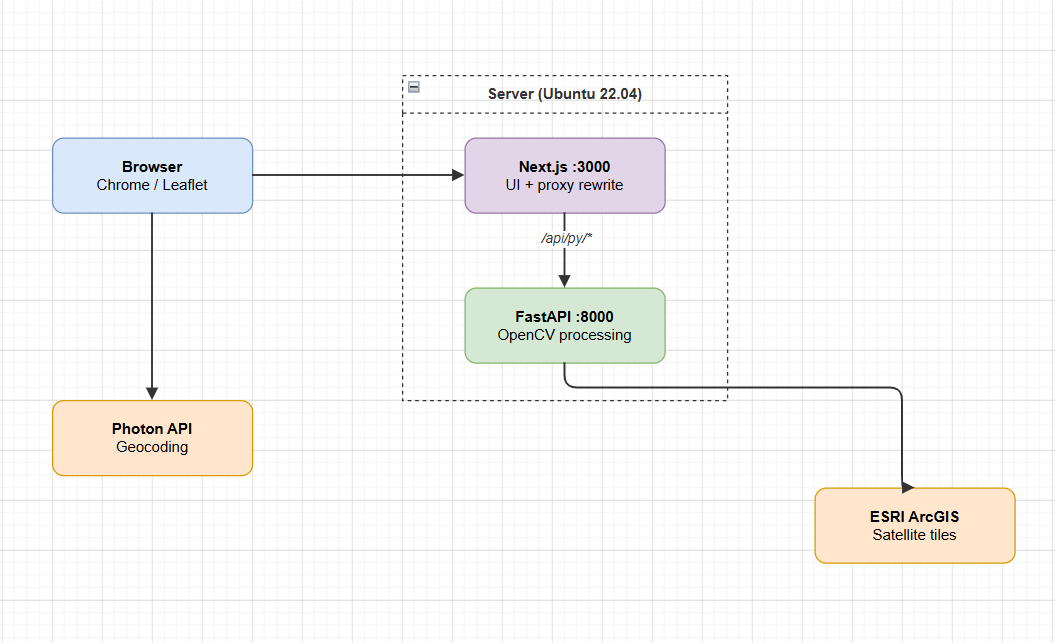 Server (Ubuntu 22.04)
Browser
Chrome / Leaflet
Next.js :3000
UI + proxy rewrite
/api/py/*
FastAPI :8000
OpenCV processing
Photon API
Geocoding
ESRI ArcGIS
Satellite tiles